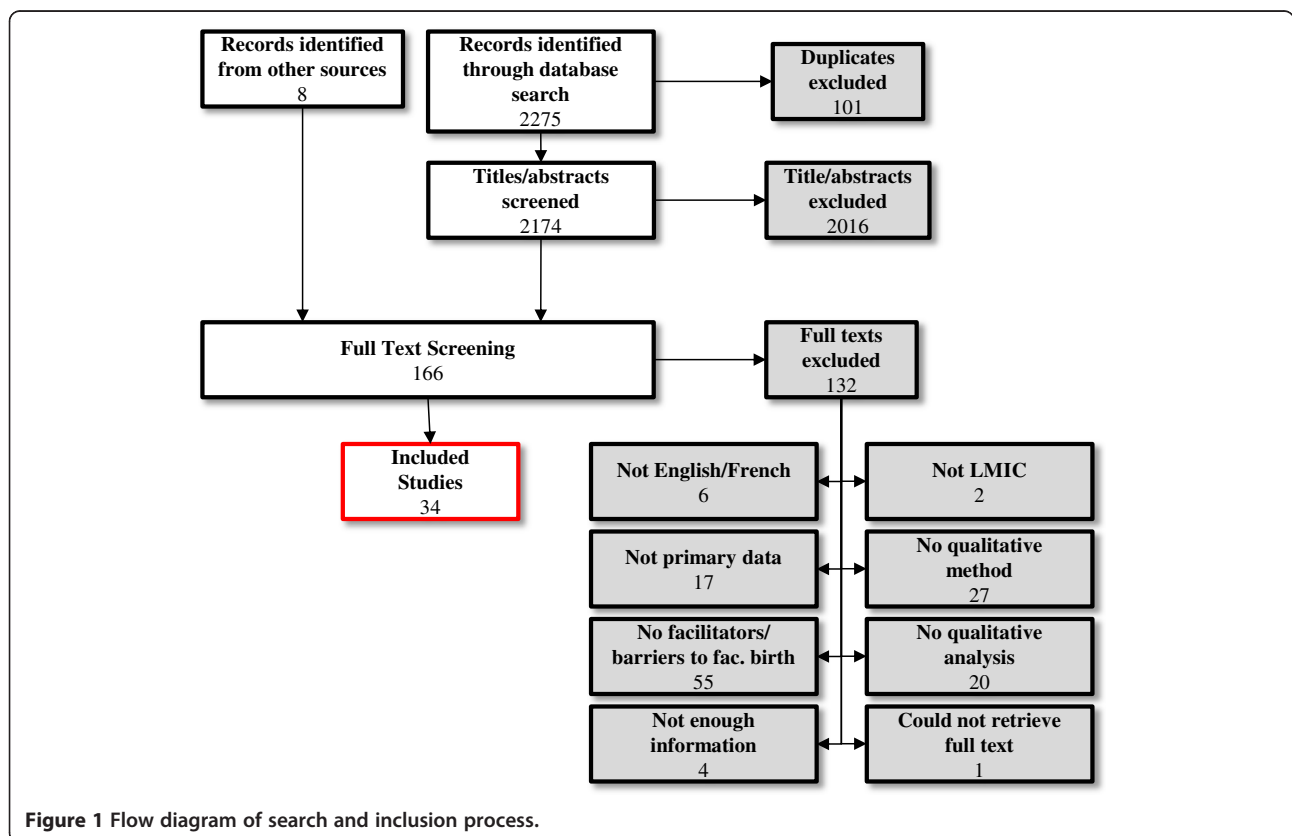 Records identified
from other sources
8
Records identified
through database
search
2275
Duplicates
excluded
101
Titles/abstracts
screened
2174
Title/abstracts
excluded
2016
Full Text Screening
166
Full texts
excluded
132
Included
Studies
34
Not English/French
6
Not LMIC
2
Not primary data
17
No qualitative
method
27
No facilitators/
barriers to fac. birth
55
No qualitative
analysis
20
Not enough
information
4
Could not retrieve
full text
1
Figure 1 Flow diagram of search and inclusion process.